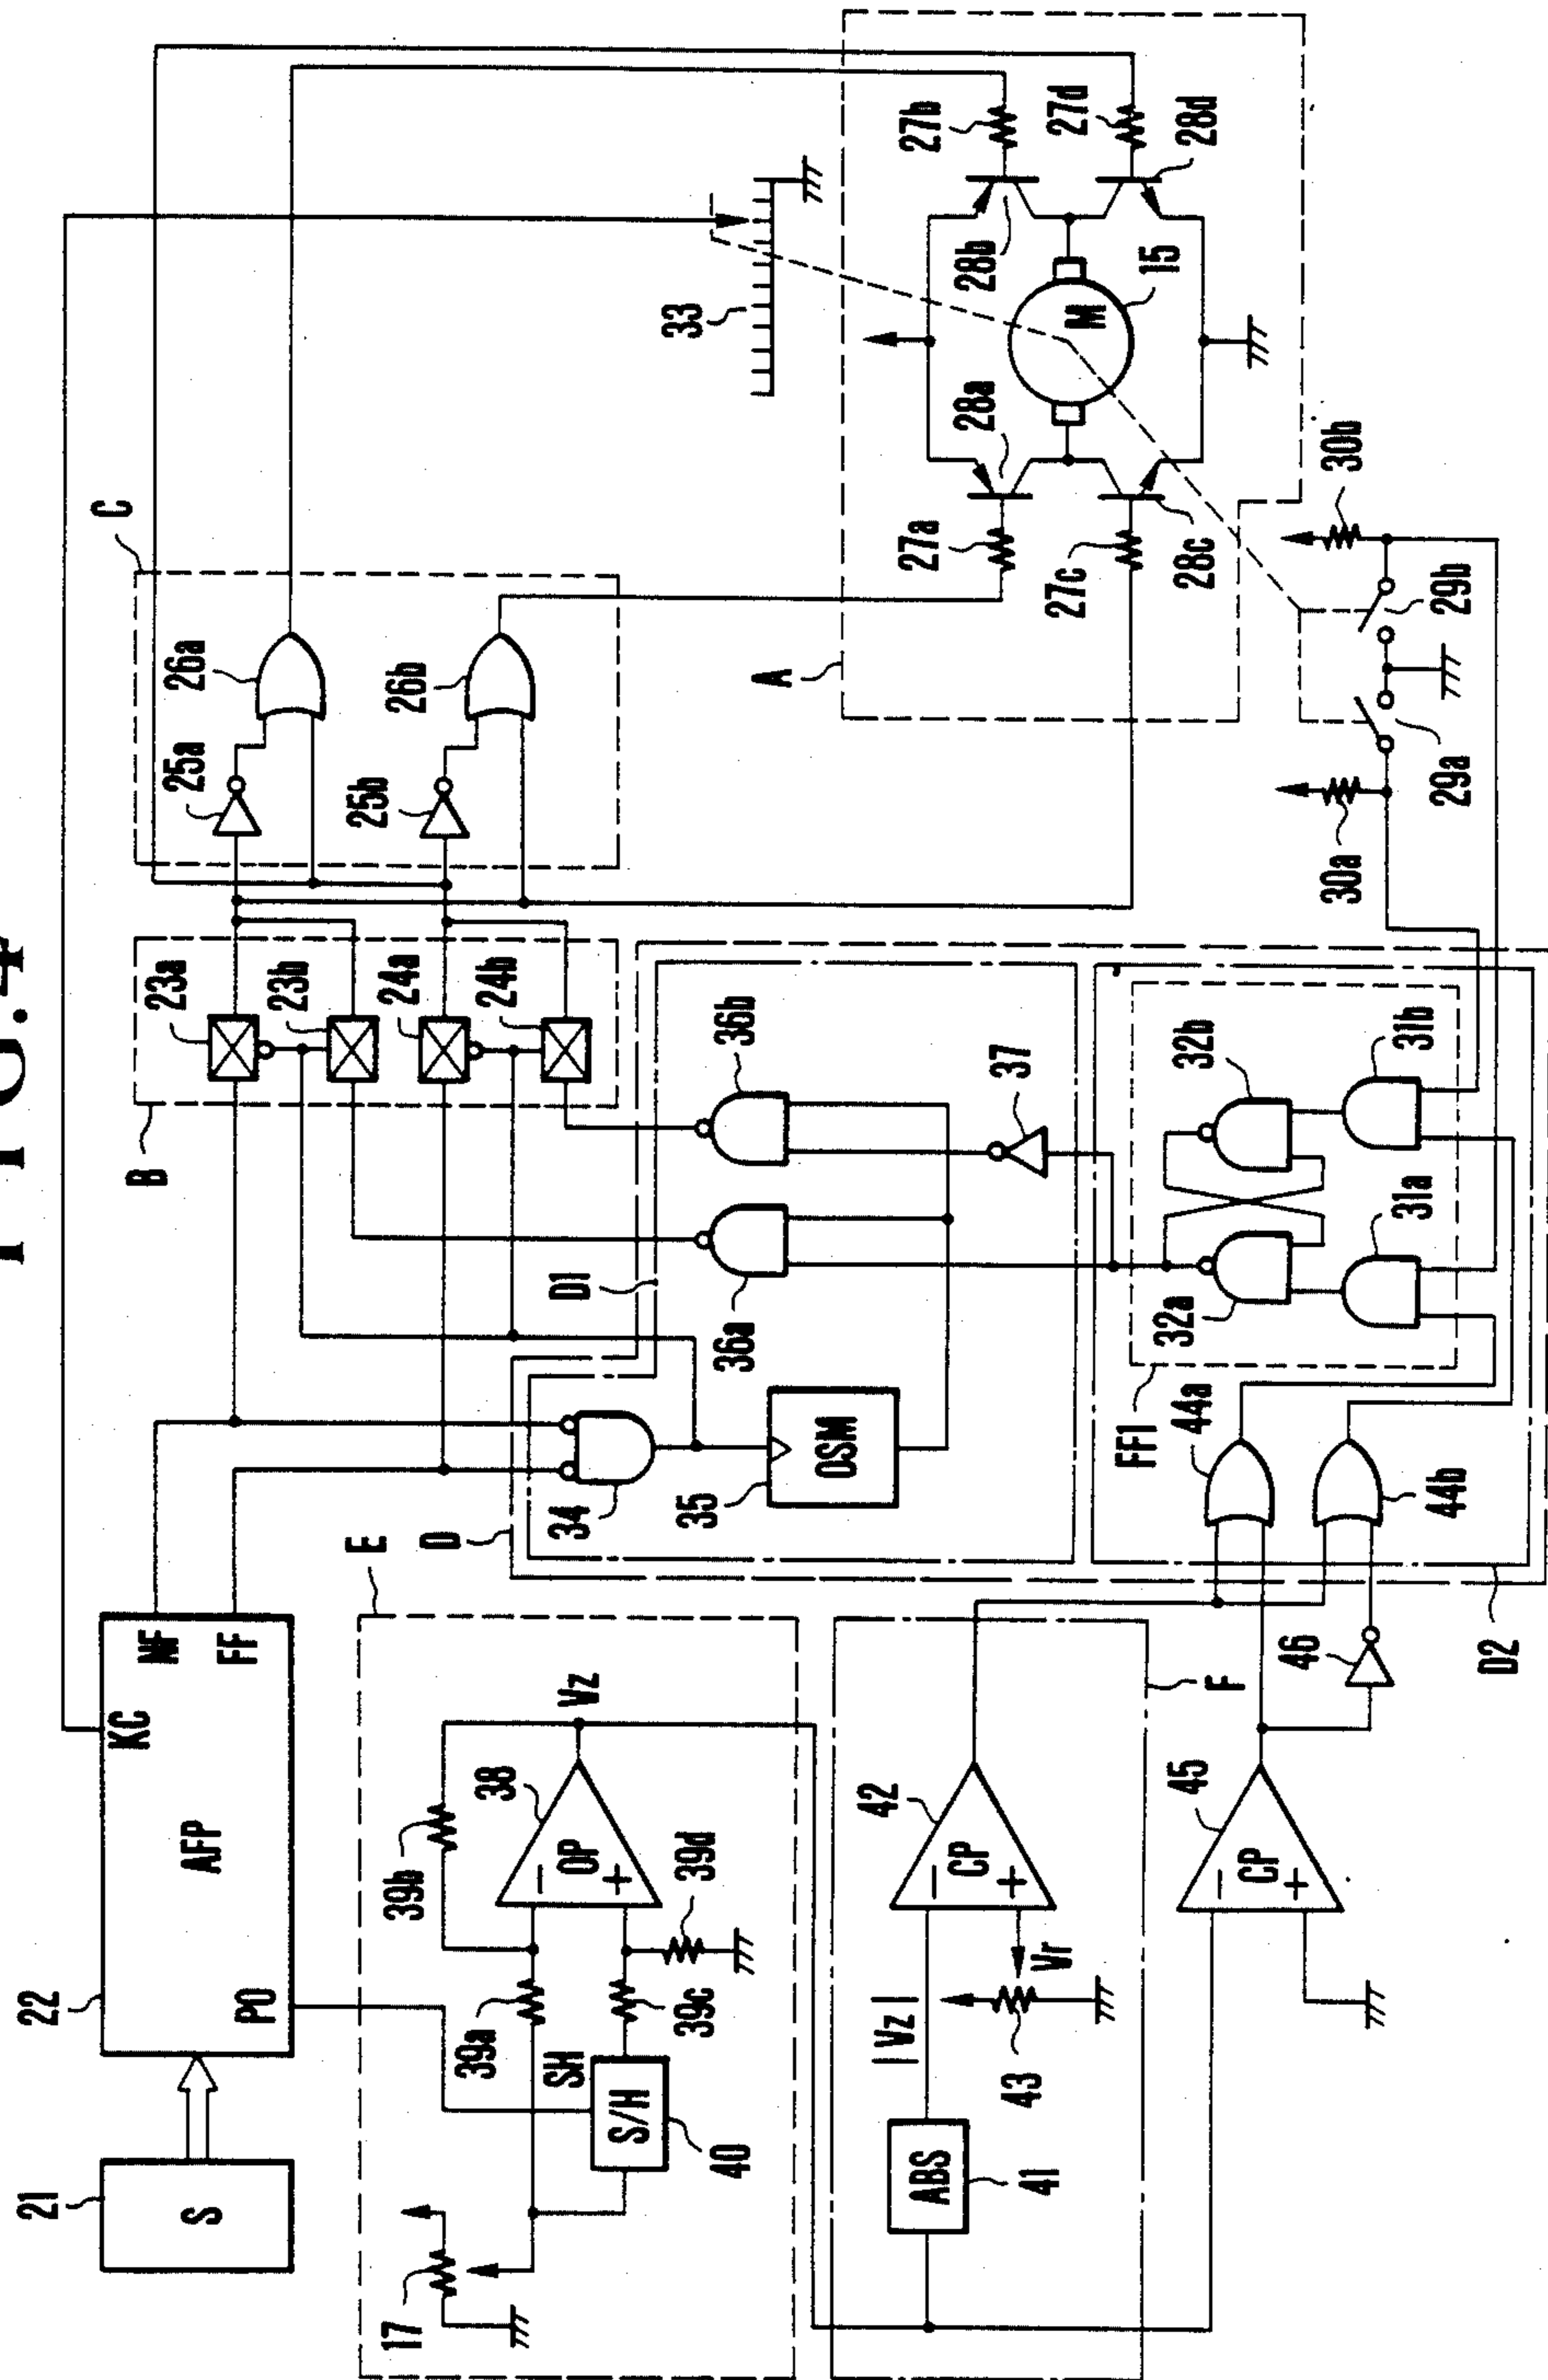 FIG.4
21
S
22
AFP
KC
NF
FF
PO
E
17
39a
39b
38
OP
−
+
Vz
SH
S/H
40
39c
39d
|Vz|
ABS
41
42
CP
−
+
Vr
43
F
45
CP
−
+
46
D
D1
34
35
OSM
36a
36b
37
D2
FF1
44a
44b
32a
32b
31a
31b
B
23a
23b
24a
24b
C
25a
26a
25b
26b
33
A
27a
27b
27c
27d
28a
28b
28c
28d
M
15
30a
30b
29a
29b